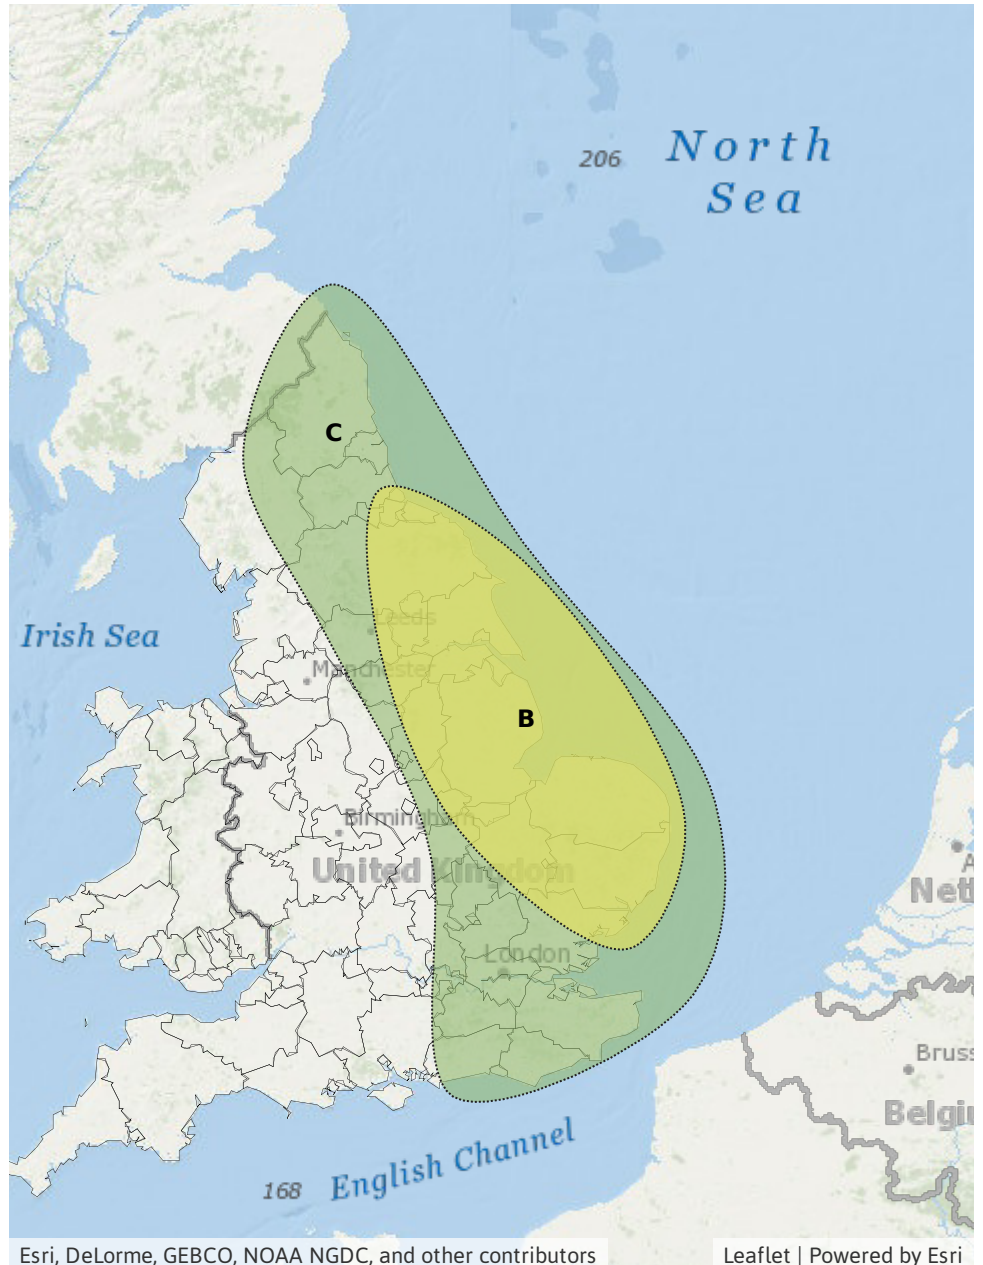 North
206
Sea
C
Irish Sea
Leeds
Manchester
B
Birmingham
United Kingdom
A
Neth
London
Bruss
Belgiu
English Channel
168
Esri, DeLorme, GEBCO, NOAA NGDC, and other contributors
Leaflet | Powered by Esri